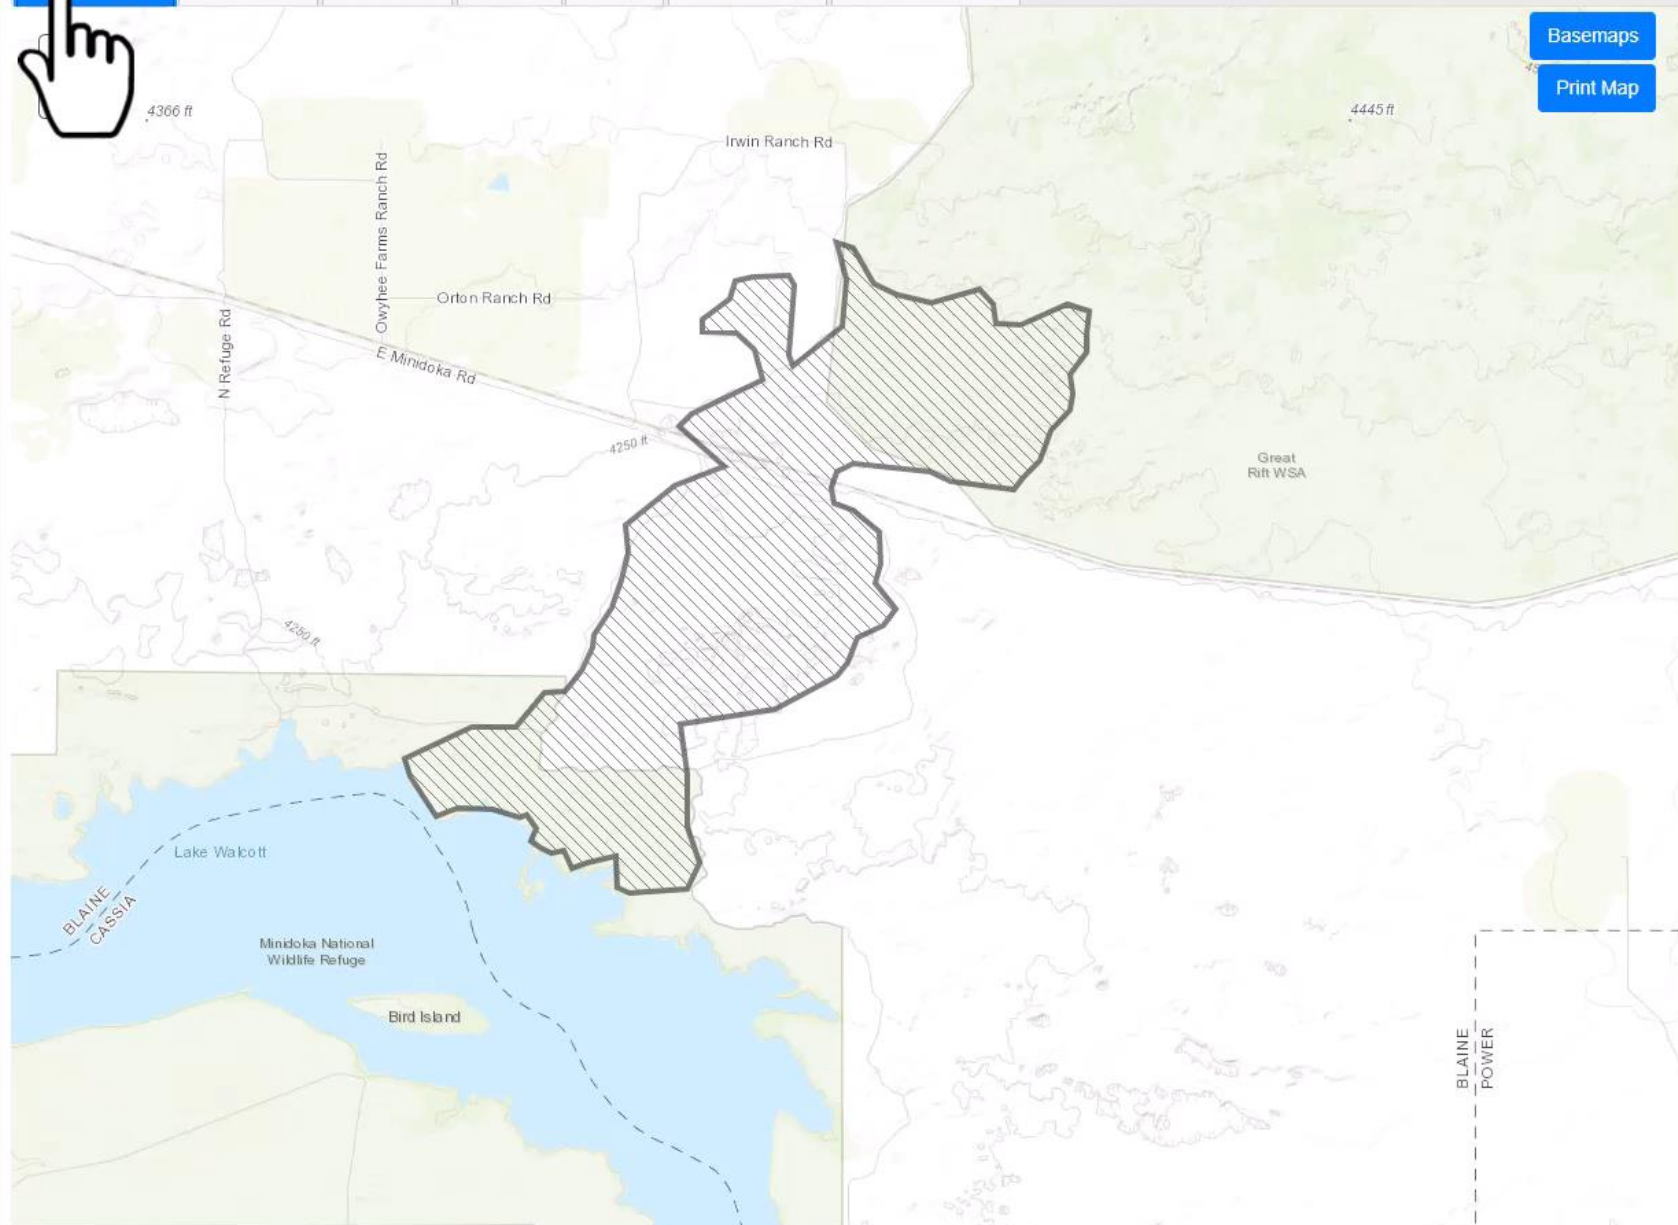 Basemaps
Print Map
4366 ft
4445 ft
Irwin Ranch Rd
Owyhee Farms Ranch Rd
Orton Ranch Rd
N Refuge Rd
E Minidoka Rd
4250 ft
Great
Rift WSA
4250 ft
Lake Walcott
BLAINE
CASSIA
Minidoka National
Wildlife Refuge
Bird Island
BLAINE
POWER